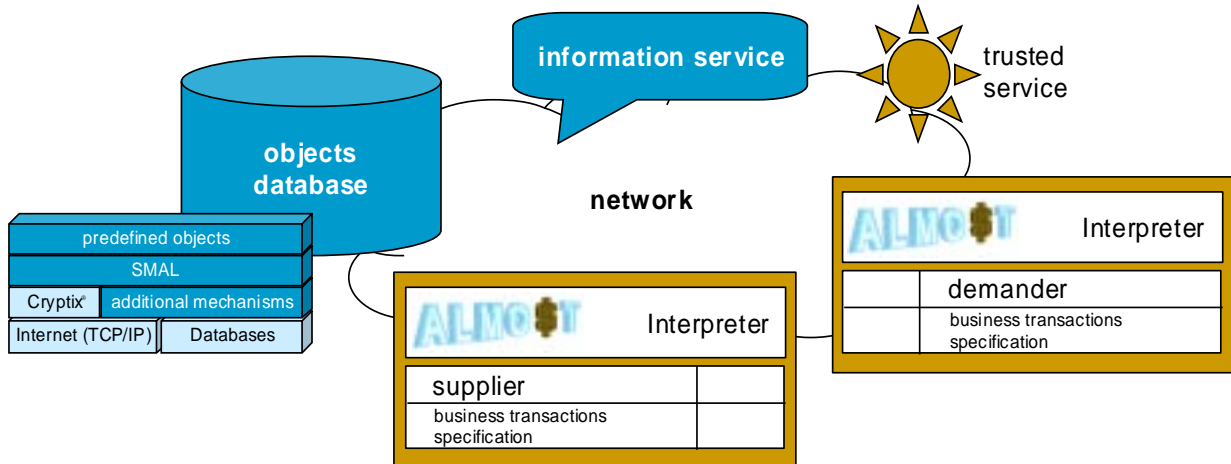 information service
trusted
service
objects
database
network
predefined objects
SMAL
Cryptix®
additional mechanisms
Internet (TCP/IP)
Databases
ALMO$T
Interpreter
supplier
business transactions
specification
ALMO$T
Interpreter
demander
business transactions
specification